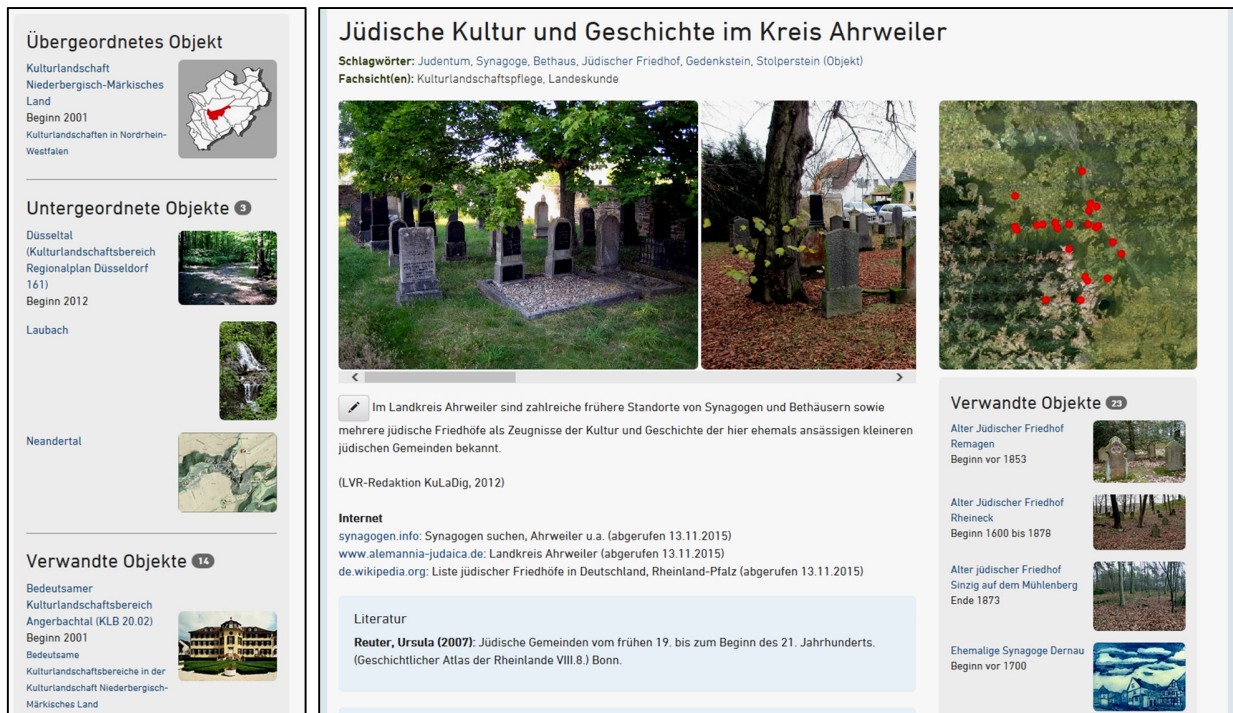 Übergeordnetes Objekt
Kulturlandschaft
Niederbergisch-Märkisches
Land
Beginn 2001
Kulturlandschaften in Nordrhein-
Westfalen
Untergeordnete Objekte 3
Düsseltal
(Kulturlandschaftsbereich
Regionalplan Düsseldorf
161)
Beginn 2012
Laubach
Neandertal
Verwandte Objekte 14
Bedeutsamer
Kulturlandschaftsbereich
Angerbachtal (KLB 20.02)
Beginn 2001
Bedeutsame
Kulturlandschaftsbereiche in der
Kulturlandschaft Niederbergisch-
Märkisches Land
Jüdische Kultur und Geschichte im Kreis Ahrweiler
Schlagwörter: Judentum, Synagoge, Bethaus, Jüdischer Friedhof, Gedenkstein, Stolperstein (Objekt)
Fachsicht(en): Kulturlandschaftspflege, Landeskunde
Im Landkreis Ahrweiler sind zahlreiche frühere Standorte von Synagogen und Bethäusern sowie
mehrere jüdische Friedhöfe als Zeugnisse der Kultur und Geschichte der hier ehemals ansässigen kleineren
jüdischen Gemeinden bekannt.
(LVR-Redaktion KuLaDig, 2012)
Internet
synagogen.info: Synagogen suchen, Ahrweiler u.a. (abgerufen 13.11.2015)
www.alemannia-judaica.de: Landkreis Ahrweiler (abgerufen 13.11.2015)
de.wikipedia.org: Liste jüdischer Friedhöfe in Deutschland, Rheinland-Pfalz (abgerufen 13.11.2015)
Literatur
Reuter, Ursula (2007): Jüdische Gemeinden vom frühen 19. bis zum Beginn des 21. Jahrhunderts.
(Geschichtlicher Atlas der Rheinlande VIII.8.) Bonn.
Verwandte Objekte 23
Alter Jüdischer Friedhof
Remagen
Beginn vor 1853
Alter Jüdischer Friedhof
Rheineck
Beginn 1600 bis 1878
Alter jüdischer Friedhof
Sinzig auf dem Mühlenberg
Ende 1873
Ehemalige Synagoge Dernau
Beginn vor 1700